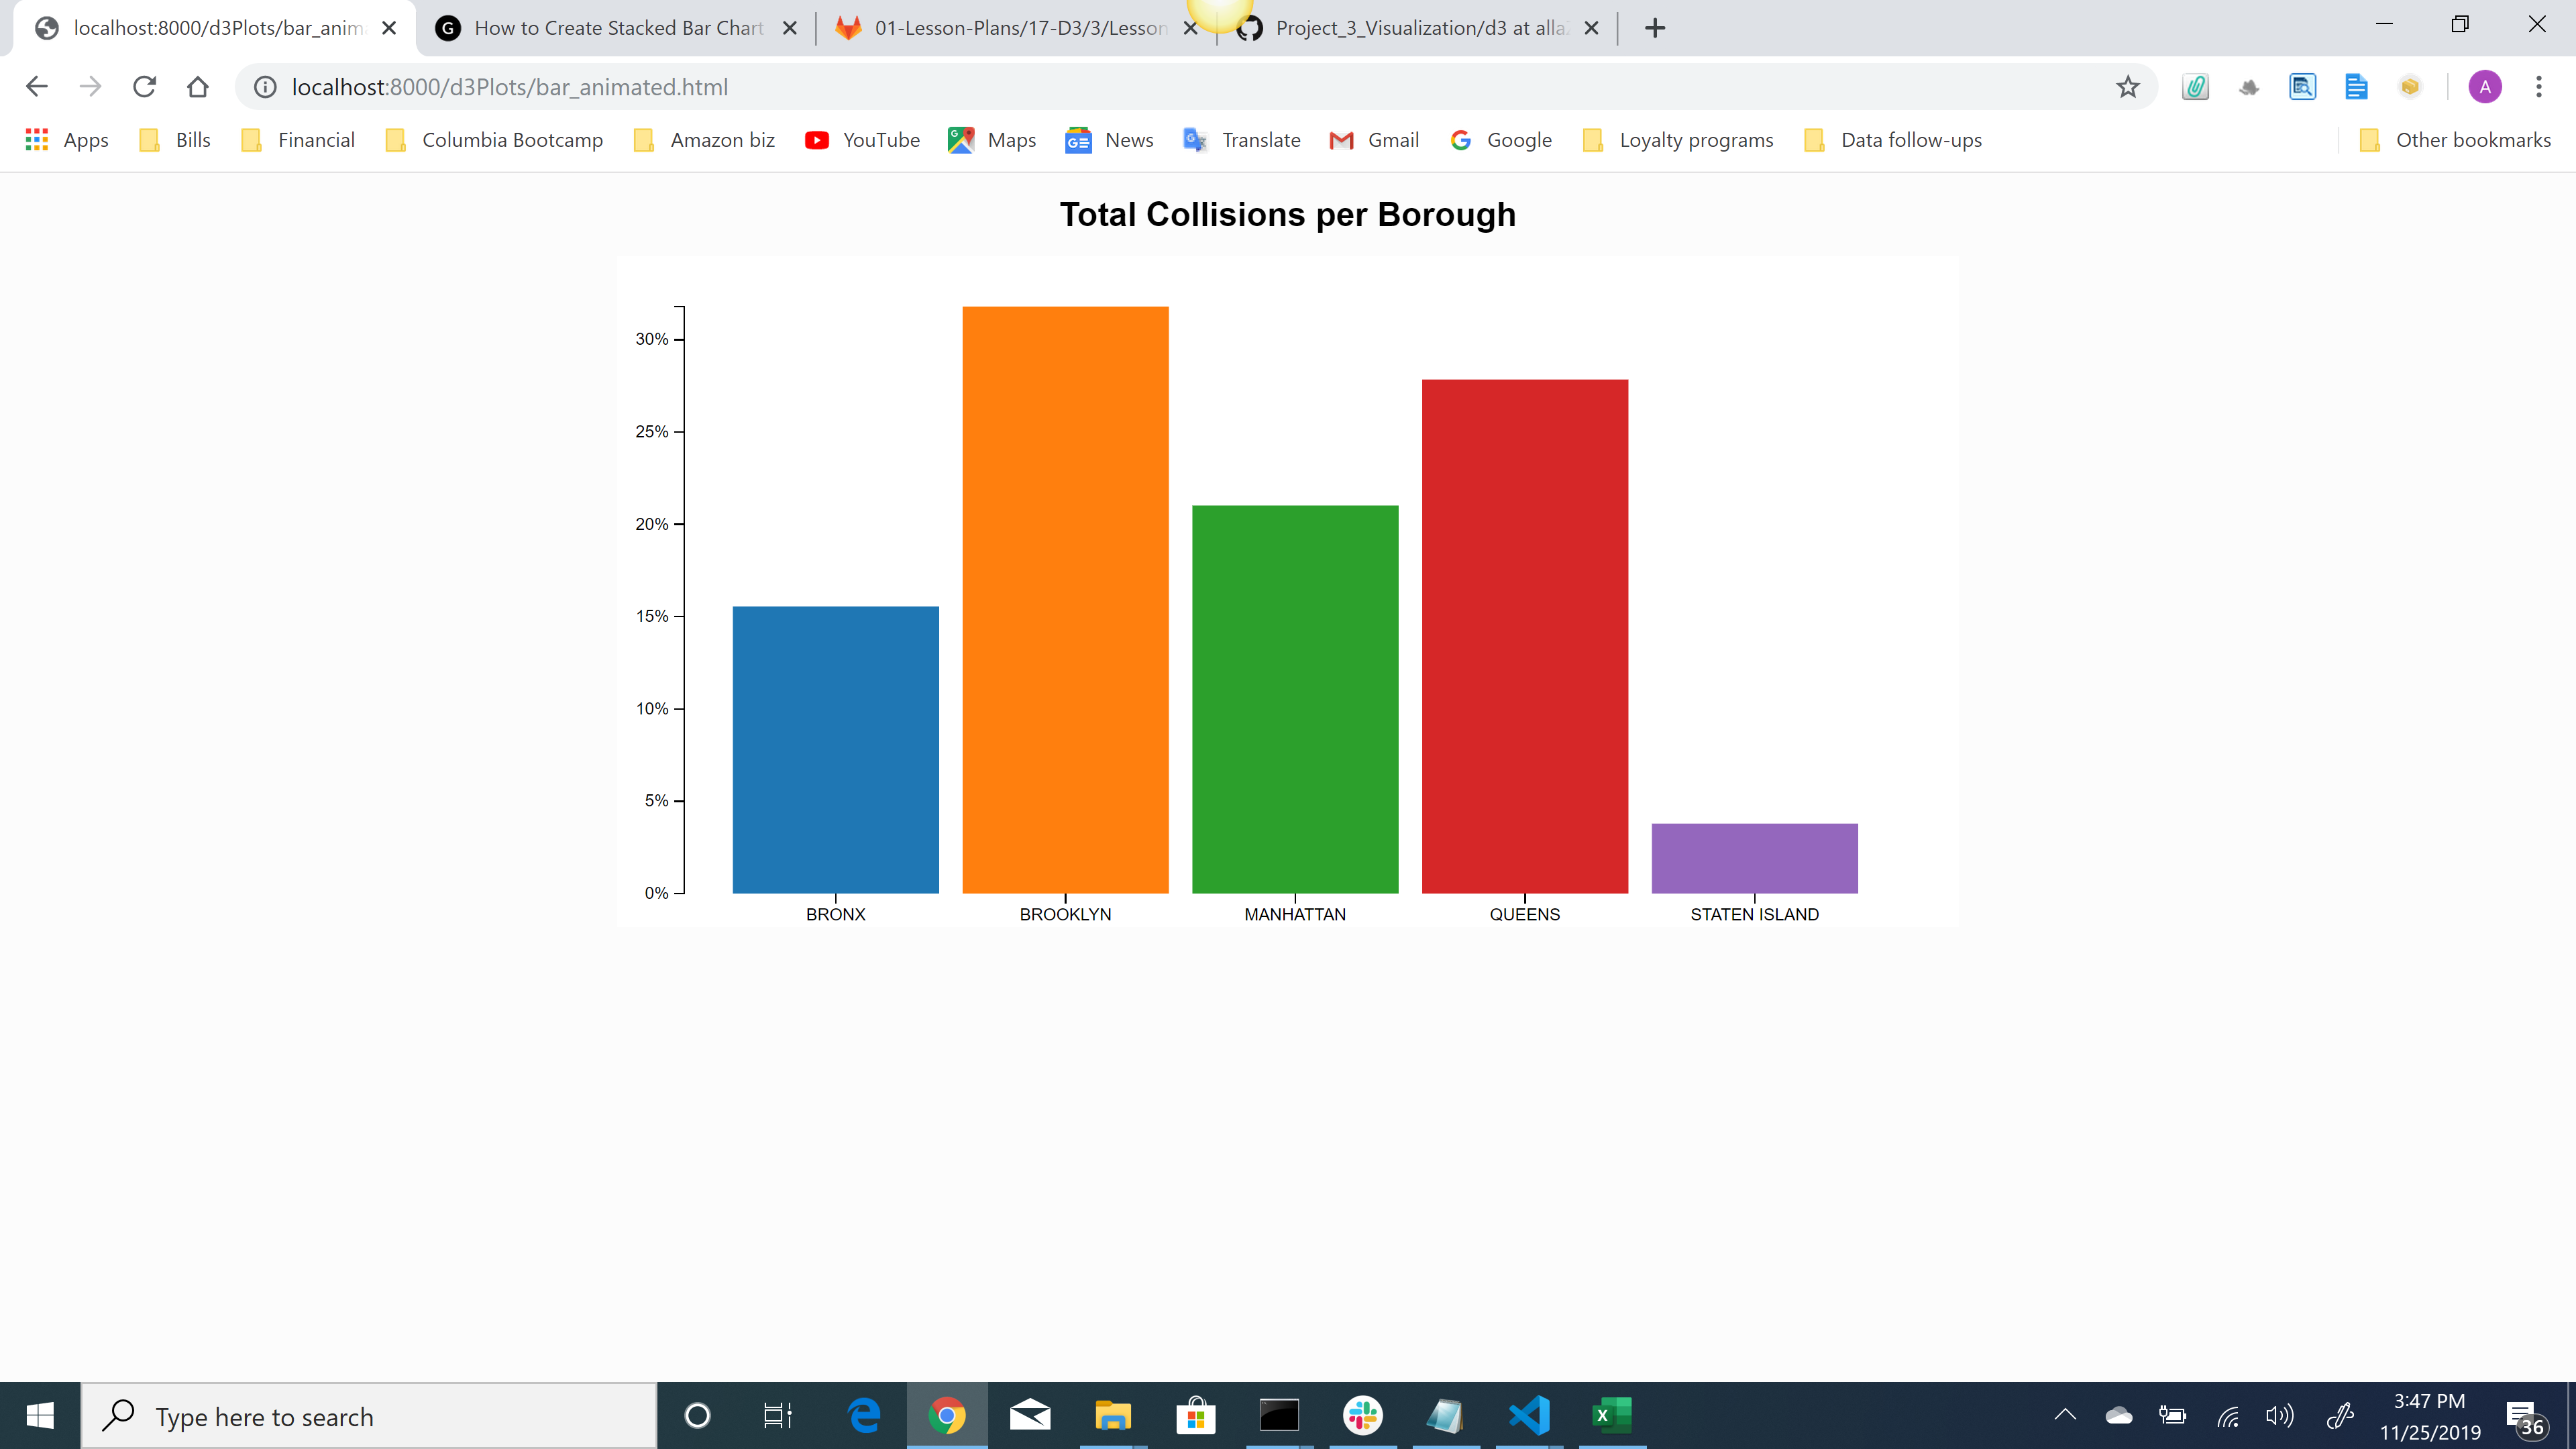 localhost:8000/d3Plots/bar_anim
How to Create Stacked Bar Chart
01-Lesson-Plans/17-D3/3/Lesson
Project_3_Visualization/d3 at alla
localhost:8000/d3Plots/bar_animated.html
A
Apps
Bills
Financial
Columbia Bootcamp
Amazon biz
YouTube
Maps
News
Translate
Gmail
Google
Loyalty programs
Data follow-ups
Other bookmarks
Total Collisions per Borough
30%
25%
20%
15%
10%
5%
0%
BRONX
BROOKLYN
MANHATTAN
QUEENS
STATEN ISLAND
Type here to search
3:47 PM
11/25/2019
36